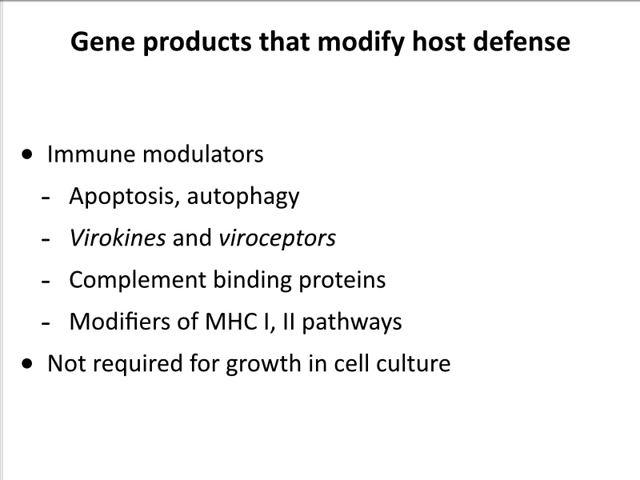 Gene products that modify host defense
• Immune modulators
- Apoptosis, autophagy
- Virokines and viroceptors
- Complement binding proteins
- Modifiers of MHC I, II pathways
• Not required for growth in cell culture